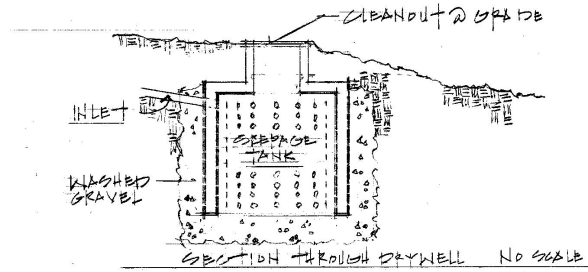 CLEANOUT @ GRADE
INLET
SEEPAGE
TANK
WASHED
GRAVEL
SECTION THROUGH DRYWELL NO SCALE